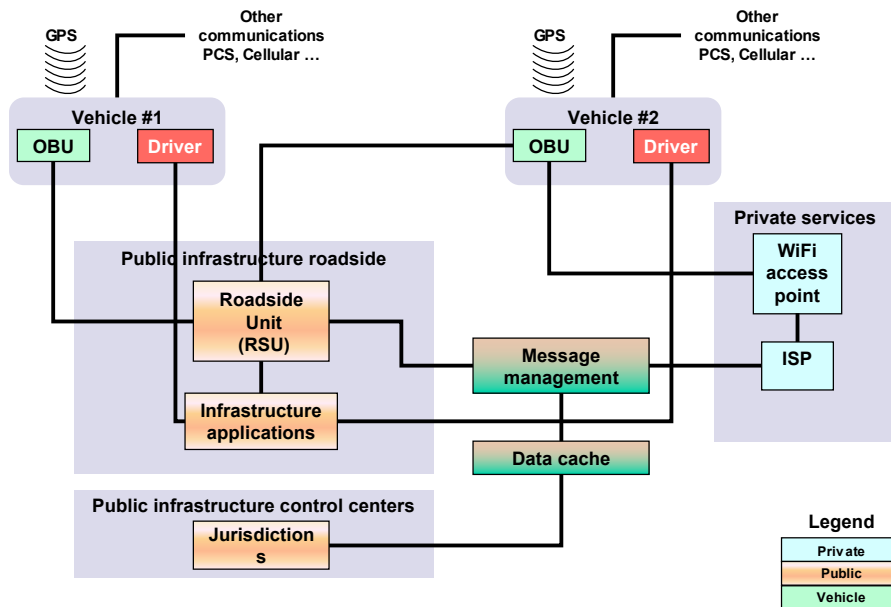 GPS
Other
communications
PCS, Cellular …
GPS
Other
communications
PCS, Cellular …
Vehicle #1
OBU
Driver
Vehicle #2
OBU
Driver
Private services
WiFi
access
point
ISP
Public infrastructure roadside
Roadside
Unit
(RSU)
Infrastructure
applications
Message
management
Data cache
Public infrastructure control centers
Jurisdiction
s
Legend
Private
Public
Vehicle